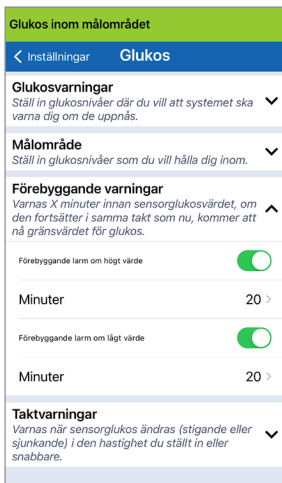 Glukos inom målområdet
Inställningar Glukos
Glukosvarningar
Ställ in glukosnivåer där du vill att systemet ska
varna dig om de uppnås.
Målområde
Ställ in glukosnivåer som du vill hålla dig inom.
Förebyggande varningar
Varnas X minuter innan sensorglukosvärdet, om
den fortsätter i samma takt som nu, kommer att
nå gränsvärdet för glukos.
Förebyggande larm om högt värde
Minuter 20
Förebyggande larm om lågt värde
Minuter 20
Taktvarningar
Varnas när sensorglukos ändras (stigande eller
sjunkande) i den hastighet du ställt in eller
snabbare.